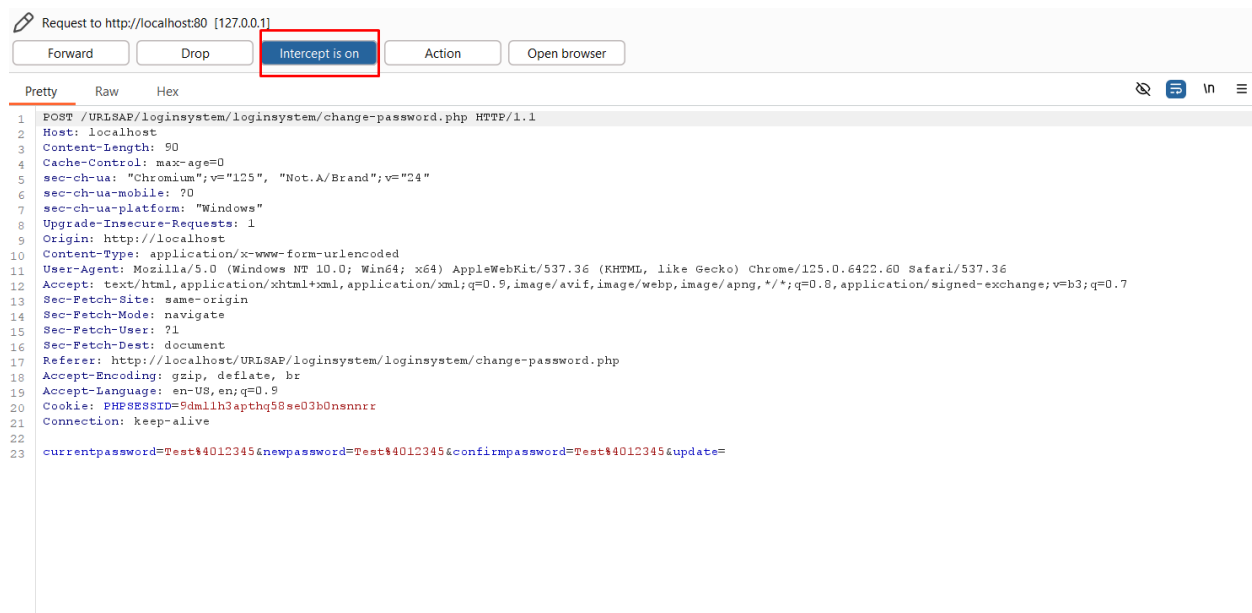 Request to http://localhost:80 [127.0.0.1]
Forward Drop Intercept is on Action Open browser
Pretty Raw Hex \n
1 POST /URLSAP/loginsystem/loginsystem/change-password.php HTTP/1.1
2 Host: localhost
3 Content-Length: 90
4 Cache-Control: max-age=0
5 sec-ch-ua: "Chromium";v="125", "Not.A/Brand";v="24"
6 sec-ch-ua-mobile: ?0
7 sec-ch-ua-platform: "Windows"
8 Upgrade-Insecure-Requests: 1
9 Origin: http://localhost
10 Content-Type: application/x-www-form-urlencoded
11 User-Agent: Mozilla/5.0 (Windows NT 10.0; Win64; x64) AppleWebKit/537.36 (KHTML, like Gecko) Chrome/125.0.6422.60 Safari/537.36
12 Accept: text/html,application/xhtml+xml,application/xml;q=0.9,image/avif,image/webp,image/apng,*/*;q=0.8,application/signed-exchange;v=b3;q=0.7
13 Sec-Fetch-Site: same-origin
14 Sec-Fetch-Mode: navigate
15 Sec-Fetch-User: ?1
16 Sec-Fetch-Dest: document
17 Referer: http://localhost/URLSAP/loginsystem/loginsystem/change-password.php
18 Accept-Encoding: gzip, deflate, br
19 Accept-Language: en-US,en;q=0.9
20 Cookie: PHPSESSID=9dml1h3apthq58se03b0nsnnrr
21 Connection: keep-alive
22
23 currentpassword=Test%4012345&newpassword=Test%4012345&confirmpassword=Test%4012345&update=